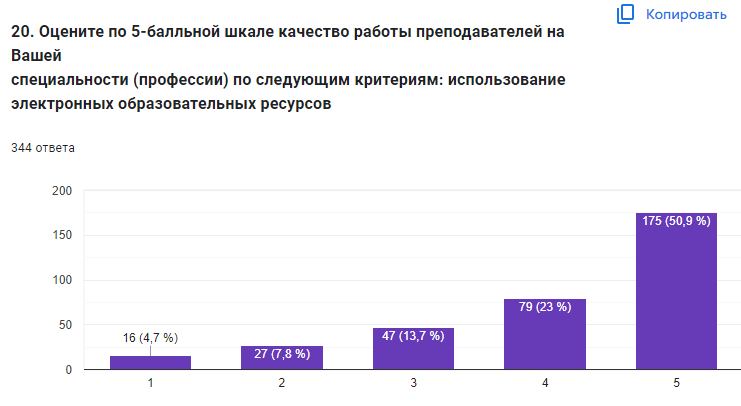 Копировать
20. Оцените по 5-балльной шкале качество работы преподавателей на
Вашей
специальности (профессии) по следующим критериям: использование
электронных образовательных ресурсов
344 ответа
200
150
100
50
0
16 (4,7 %)
27 (7,8 %)
47 (13,7 %)
79 (23 %)
175 (50,9 %)
1
2
3
4
5